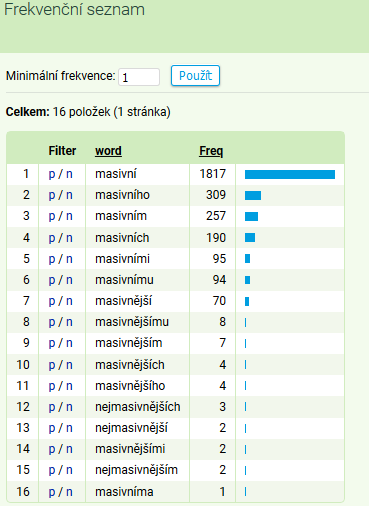 Frekvenční seznam
Minimální frekvence: 1 Použít
Celkem: 16 položek (1 stránka)
Filter word Freq
1 p / n masivní 1817
2 p / n masivního 309
3 p / n masivním 257
4 p / n masivních 190
5 p / n masivními 95
6 p / n masivnímu 94
7 p / n masivnější 70
8 p / n masivnějšímu 8
9 p / n masivnějším 7
10 p / n masivnějších 4
11 p / n masivnějšího 4
12 p / n nejmasivnějších 3
13 p / n nejmasivnější 2
14 p / n masivnějšími 2
15 p / n nejmasivnějším 2
16 p / n masivníma 1